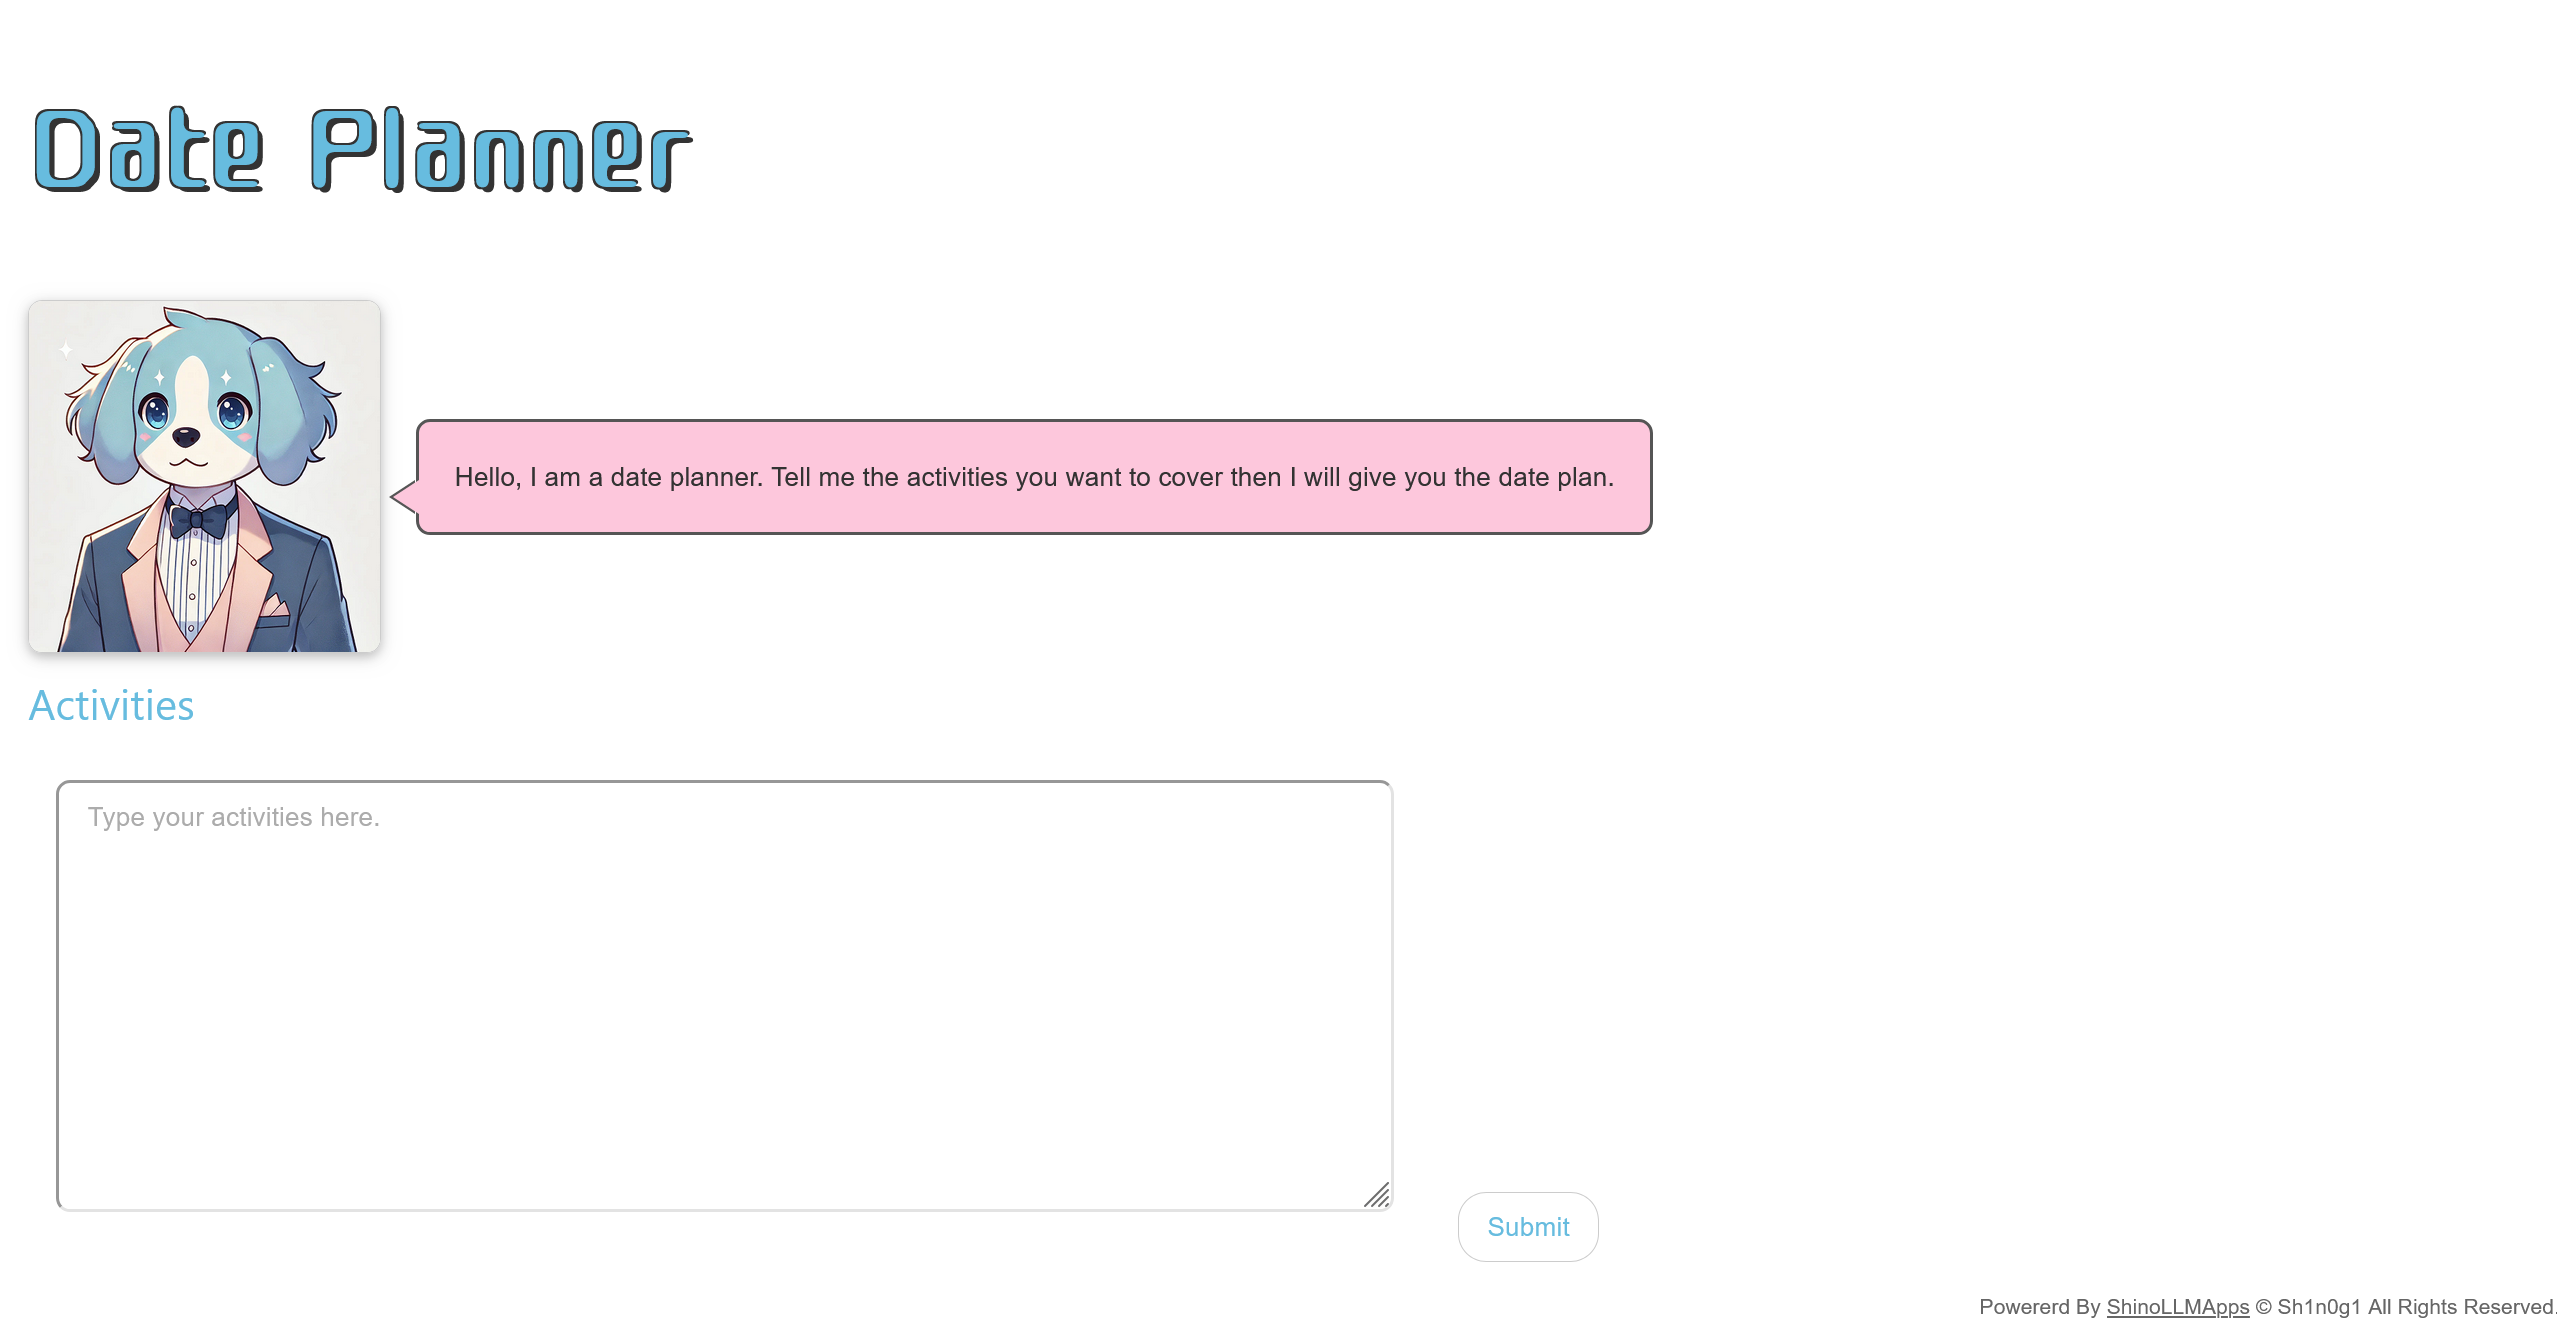 Date Planner
Hello, I am a date planner. Tell me the activities you want to cover then I will give you the date plan.
Activities
Type your activities here.
Submit
Powererd By ShinoLLMApps © Sh1n0g1 All Rights Reserved.